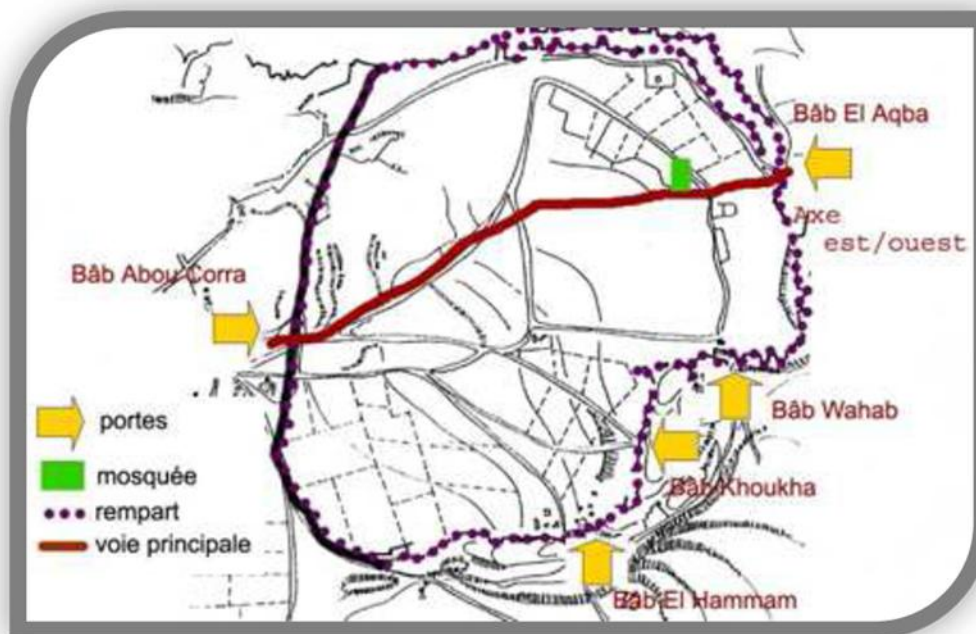 Bâb El Aqba
Axe
est/ouest
Bâb Abou Corra
Bâb Wahab
portes
mosquée
Bâb Khoukha
rempart
voie principale
Bâb El Hammam